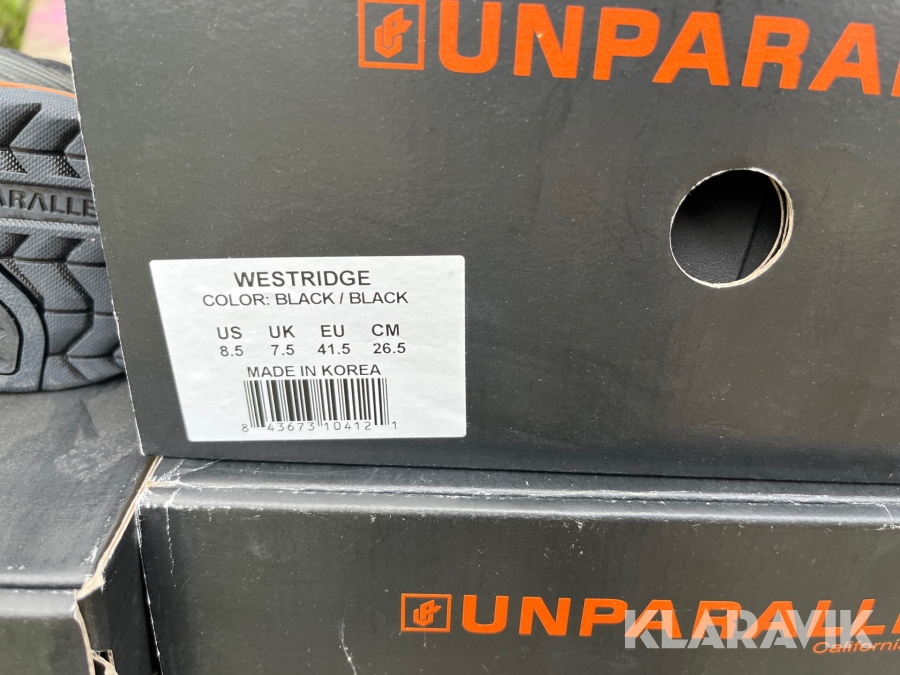 UNPARAL
ARALLE
WESTRIDGE
COLOR: BLACK / BLACK
US UK EU CM
8.5 7.5 41.5 26.5
MADE IN KOREA
8 43673 10412 1
UNPARALLE
California
KLARAVIK